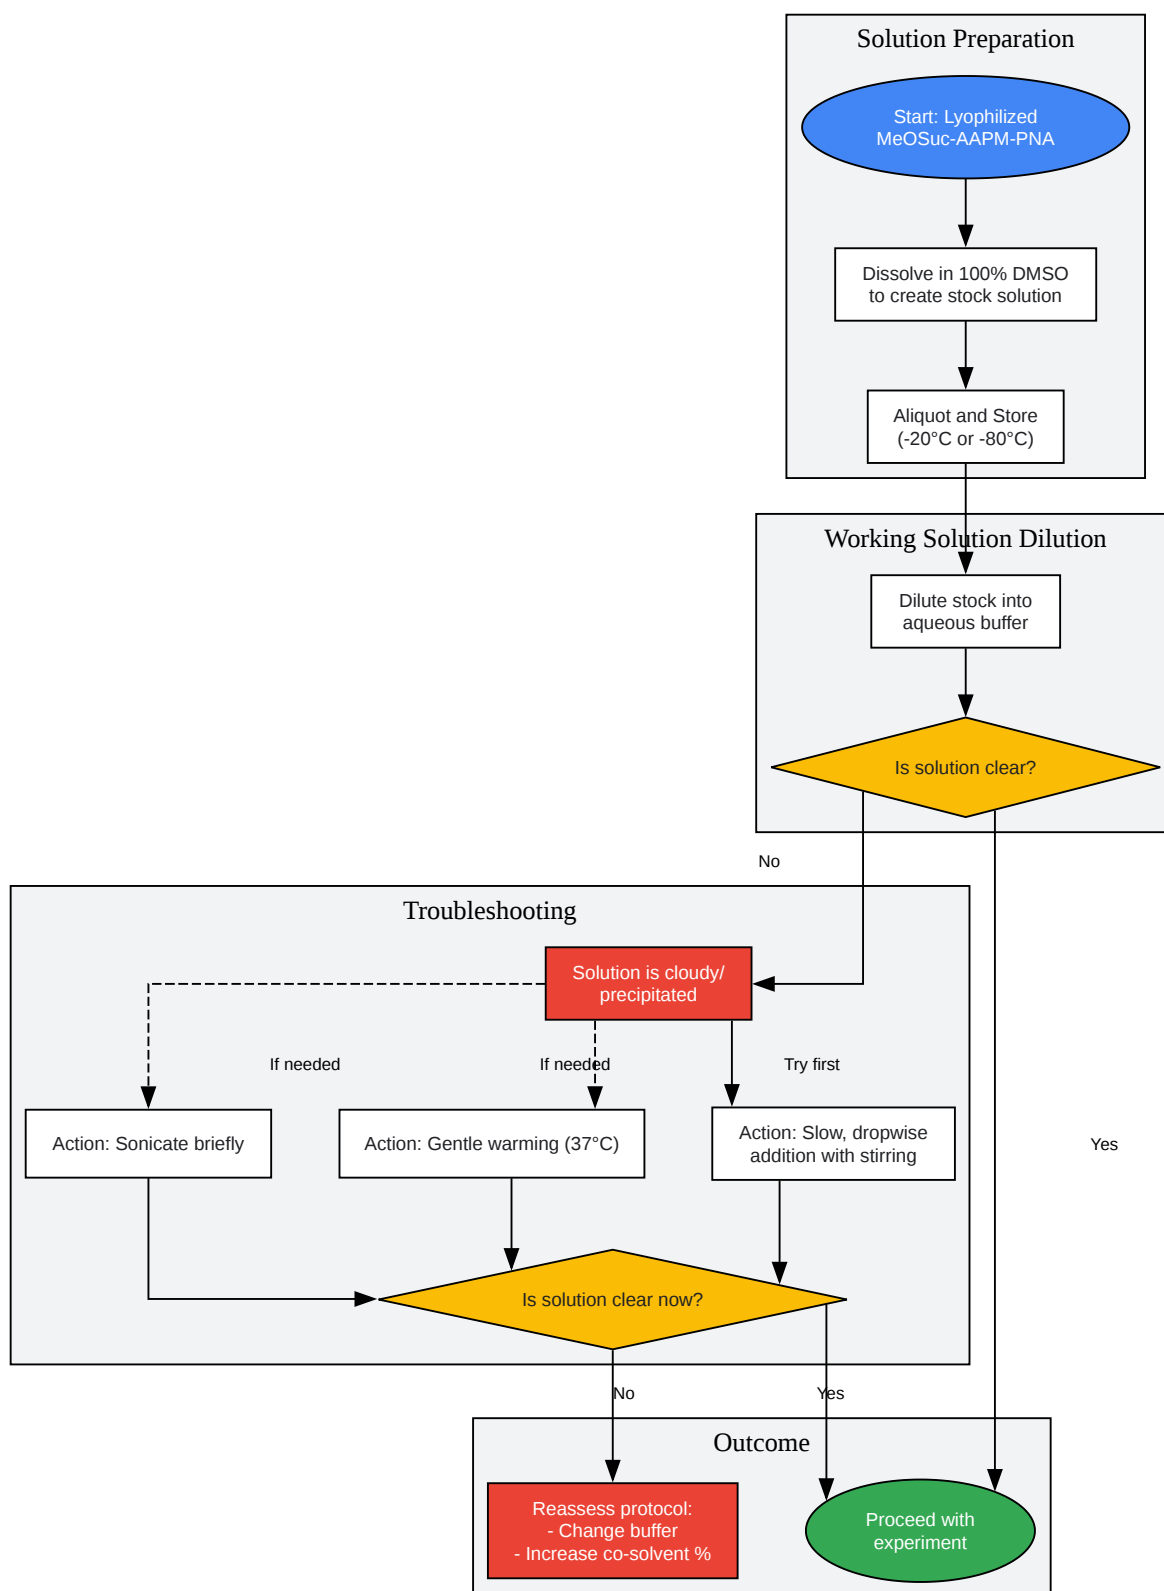 Solution Preparation
Start: Lyophilized
MeOSuc-AAPM-PNA
Dissolve in 100% DMSO
to create stock solution
Aliquot and Store
(-20°C or -80°C)
Working Solution Dilution
Dilute stock into
aqueous buffer
Is solution clear?
No
Yes
Troubleshooting
Solution is cloudy/
precipitated
If needed
If needed
Try first
Action: Sonicate briefly
Action: Gentle warming (37°C)
Action: Slow, dropwise
addition with stirring
Is solution clear now?
No
Yes
Outcome
Reassess protocol:
- Change buffer
- Increase co-solvent %
Proceed with
experiment